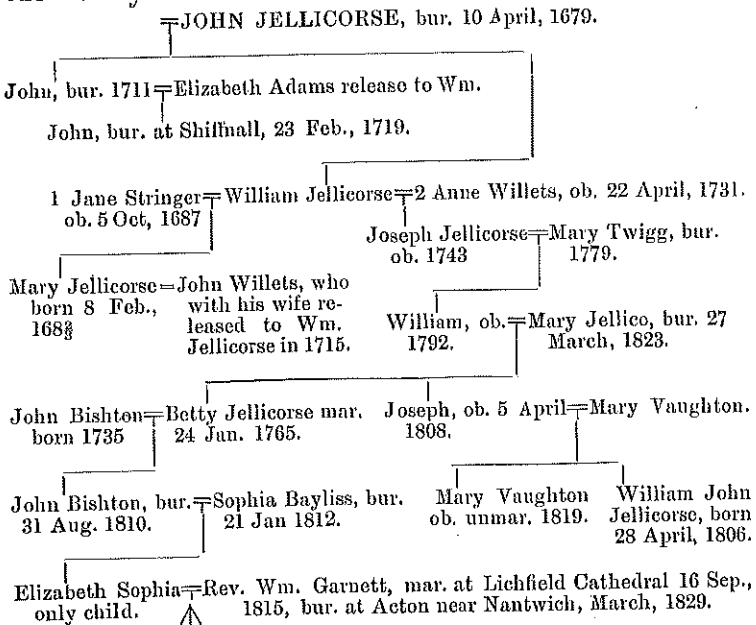 JOHN JELLICORSE, bur. 10 April, 1679.
John, bur. 1711 Elizabeth Adams release to Wm.
John, bur. at Shiffnall, 23 Feb., 1719.
1 Jane Stringer William Jellicorse 2 Anne Willets, ob. 22 April, 1731.
ob. 5 Oct, 1687
Joseph Jellicorse Mary Twigg, bur.
ob. 1743 1779.
Mary Jellicorse John Willets, who
born 8 Feb., with his wife re-
leased to Wm.
Jellicorse in 1715.
William, ob. Mary Jellico, bur. 27
1792. March, 1823.
John Bishton Betty Jellicorse mar. Joseph, ob. 5 April Mary Vaughton.
born 1735 24 Jan. 1765. 1808.
John Bishton, bur. Sophia Bayliss, bur. Mary Vaughton William John
31 Aug. 1810. 21 Jan 1812. ob. unmar. 1819. Jellicorse, born
28 April, 1806.
Elizabeth Sophia Rev. Wm. Garnett, mar. at Lichfield Cathedral 16 Sep.,
only child. 1815, bur. at Acton near Nantwich, March, 1829.